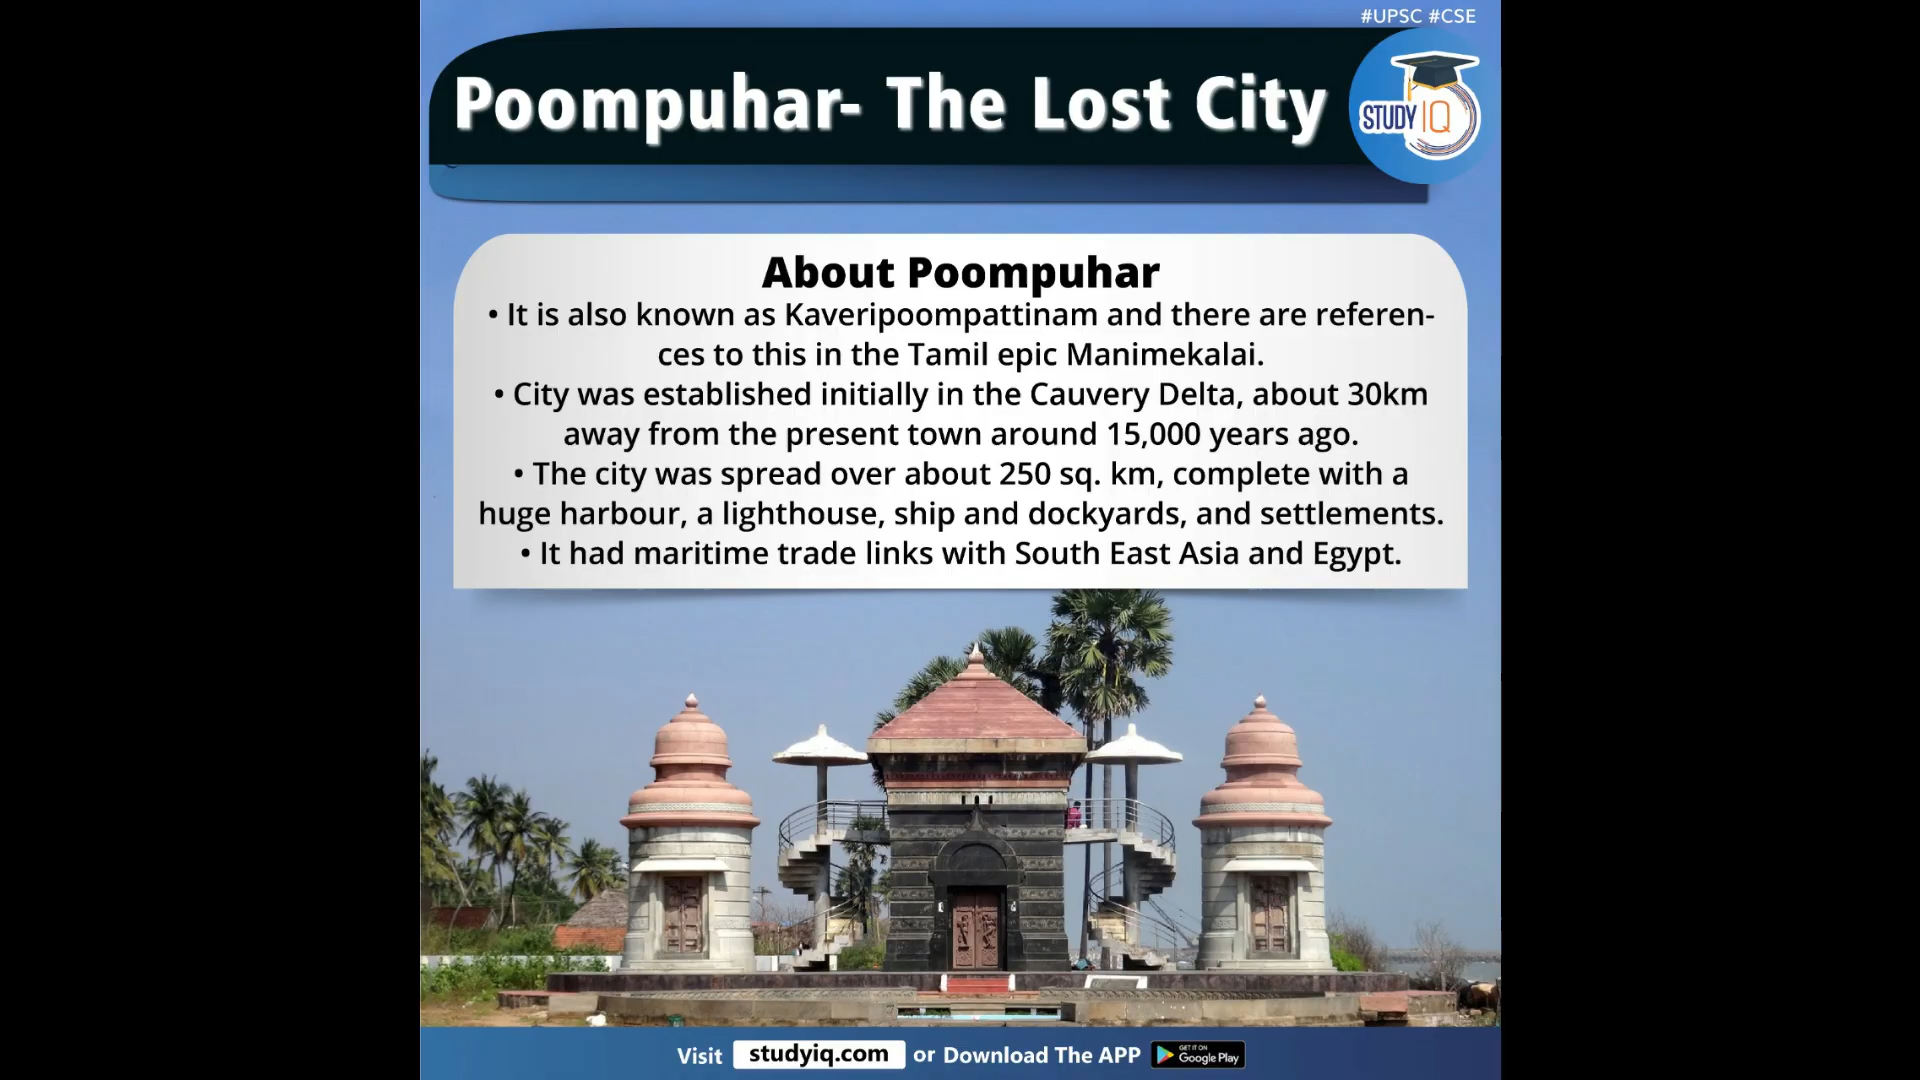 #UPSC #CSE
Poompuhar- The Lost City
STUDY IQ
About Poompuhar
• It is also known as Kaveripoompattinam and there are referen-
ces to this in the Tamil epic Manimekalai.
• City was established initially in the Cauvery Delta, about 30km
away from the present town around 15,000 years ago.
• The city was spread over about 250 sq. km, complete with a
huge harbour, a lighthouse, ship and dockyards, and settlements.
• It had maritime trade links with South East Asia and Egypt.
Visit studyiq.com or Download The APP GET IT ON Google Play